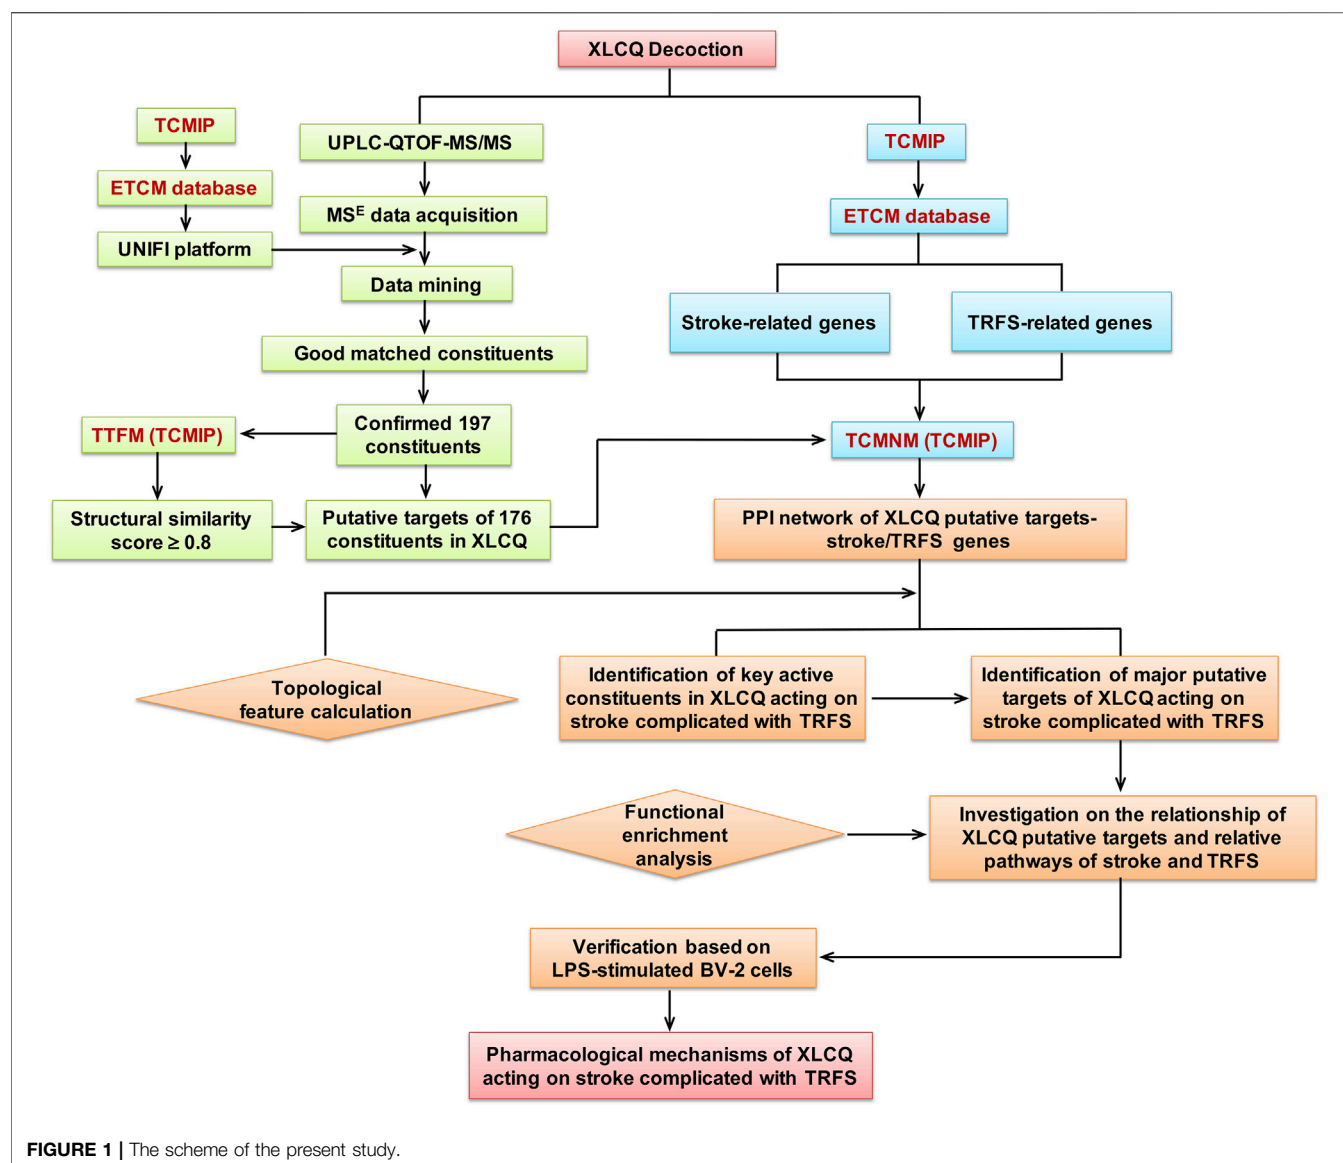 XLCQ Decoction
TCMIP
UPLC-QTOF-MS/MS
TCMIP
ETCM database
MSᴱ data acquisition
ETCM database
UNIFI platform
Data mining
Stroke-related genes
TRFS-related genes
Good matched constituents
Confirmed 197
constituents
TTFM (TCMIP)
TCMNM (TCMIP)
Structural similarity
score ≥ 0.8
Putative targets of 176
constituents in XLCQ
PPI network of XLCQ putative targets-
stroke/TRFS genes
Topological
feature calculation
Identification of key active
constituents in XLCQ acting on
stroke complicated with TRFS
Identification of major putative
targets of XLCQ acting on
stroke complicated with TRFS
Functional
enrichment
analysis
Investigation on the relationship of
XLCQ putative targets and relative
pathways of stroke and TRFS
Verification based on
LPS-stimulated BV-2 cells
Pharmacological mechanisms of XLCQ
acting on stroke complicated with TRFS
FIGURE 1 | The scheme of the present study.